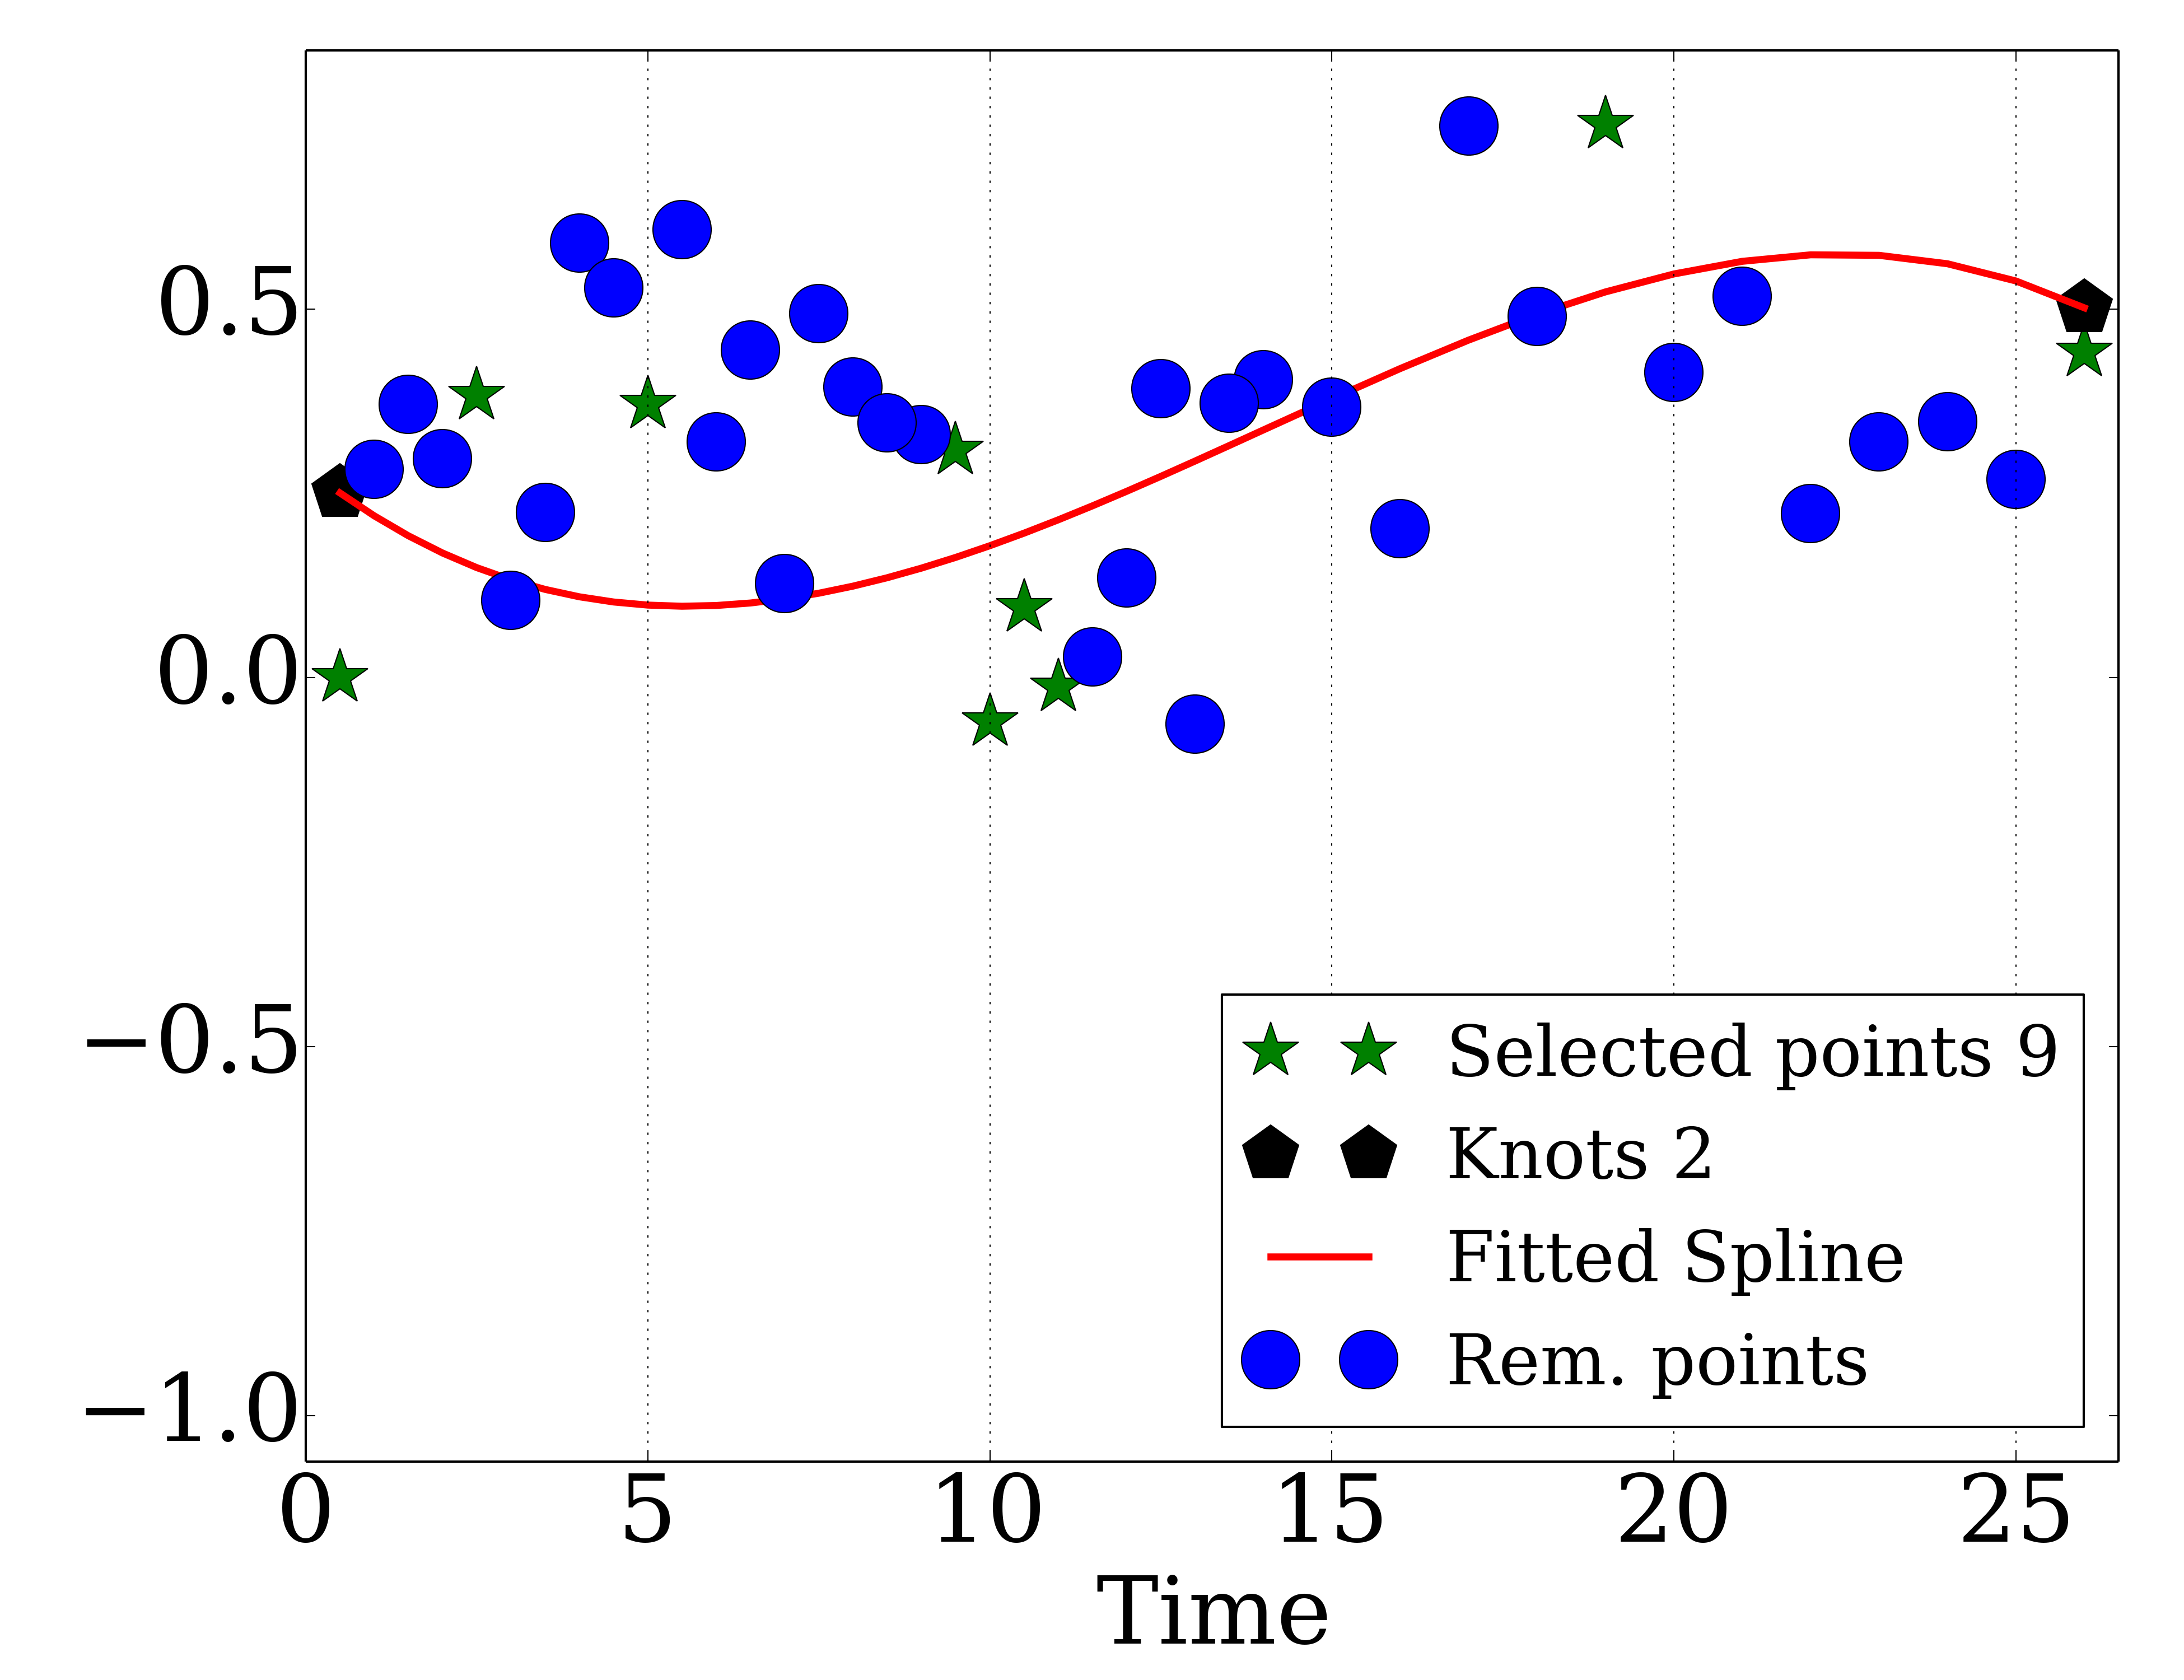 0.5
0.0
−0.5
−1.0
0 5 10 15 20 25
Time
Selected points 9
Knots 2
Fitted Spline
Rem. points